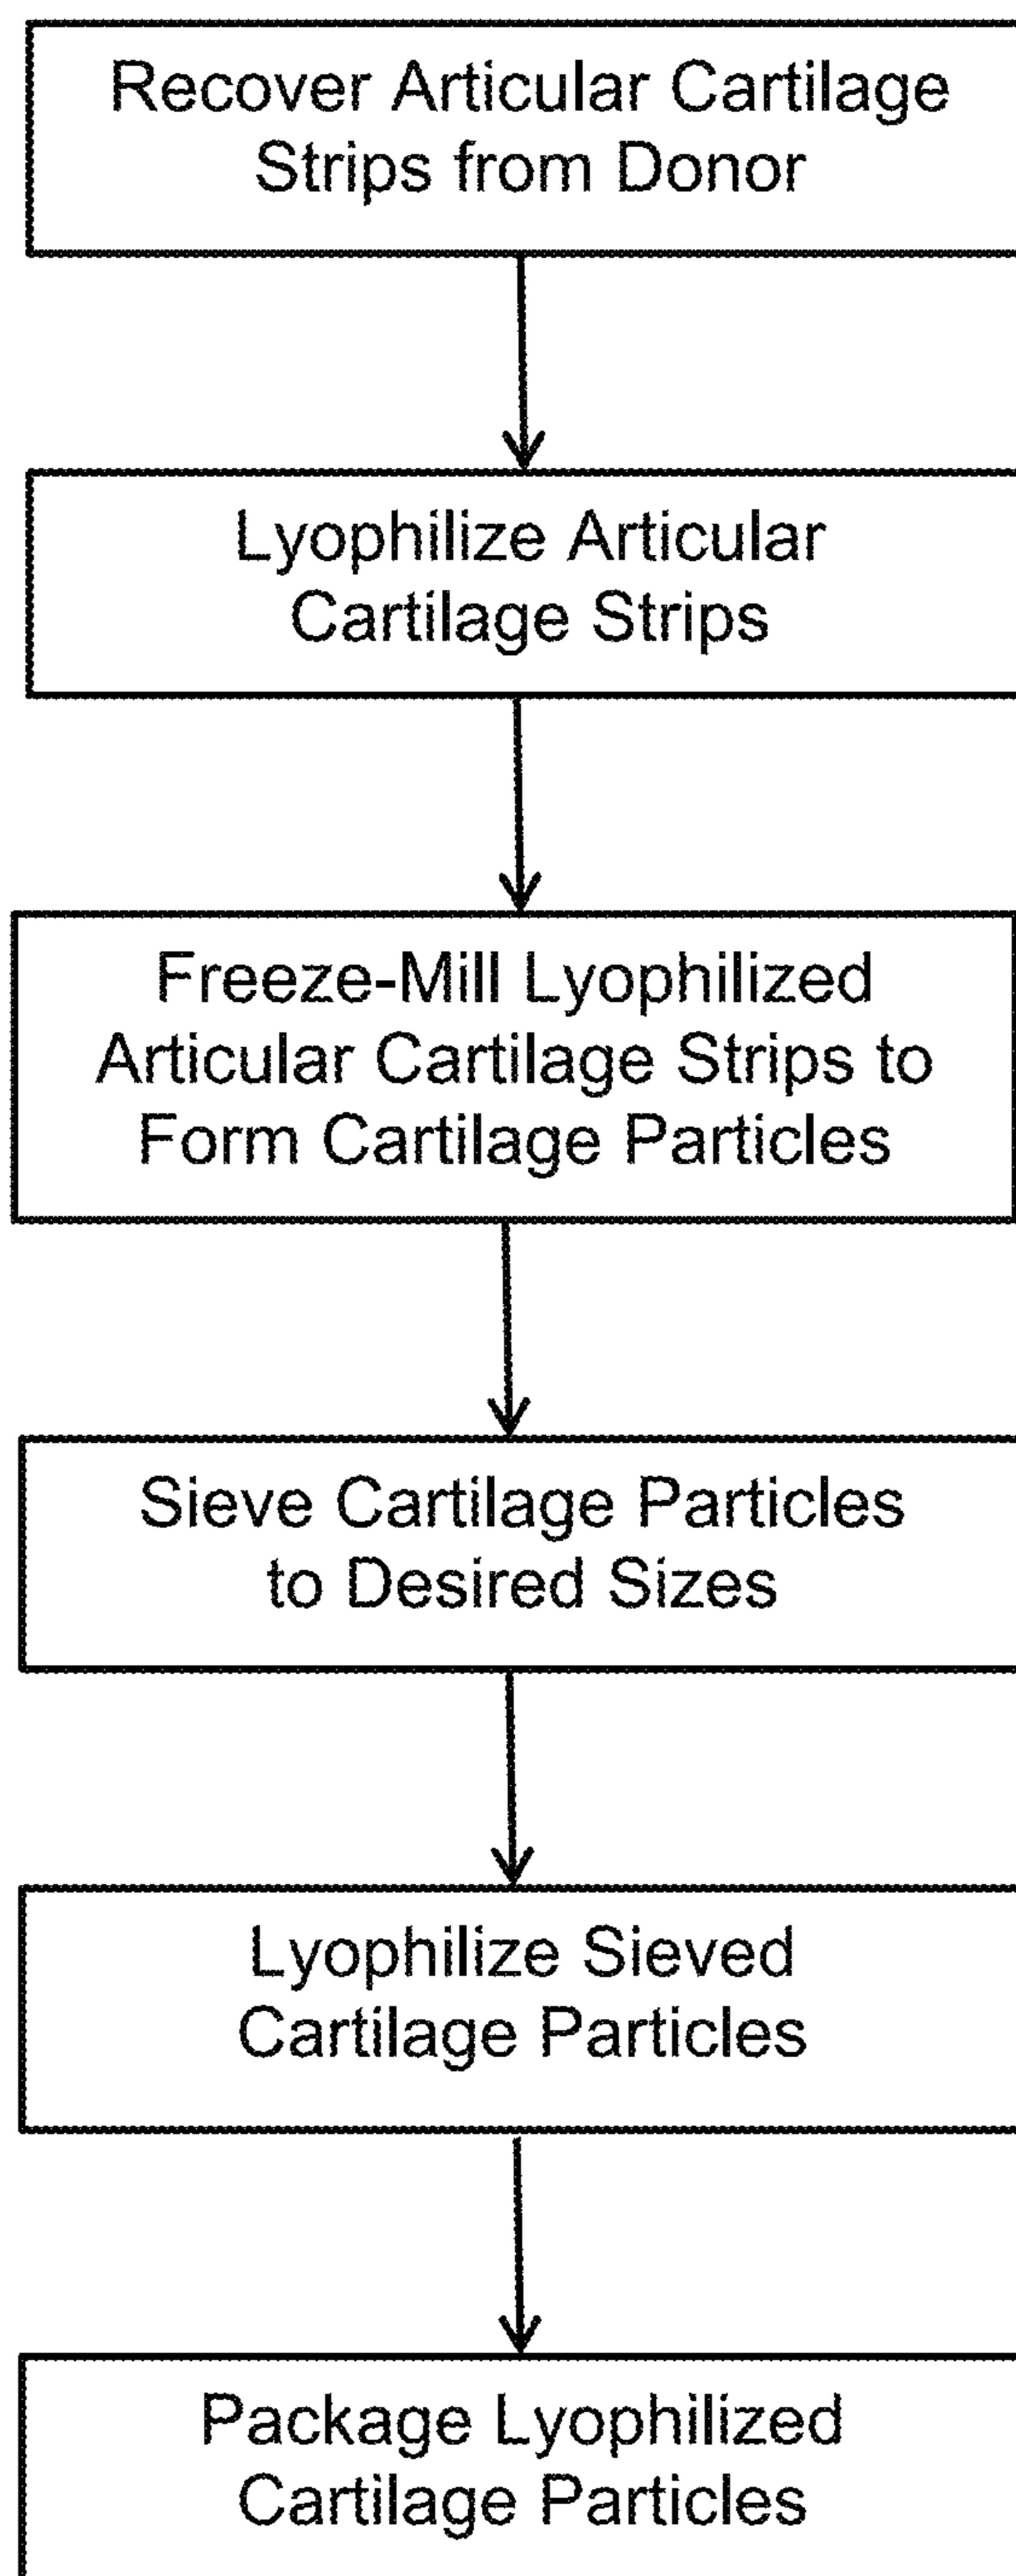 Recover Articular Cartilage
Strips from Donor
Lyophilize Articular
Cartilage Strips
Freeze-Mill Lyophilized
Articular Cartilage Strips to
Form Cartilage Particles
Sieve Cartilage Particles
to Desired Sizes
Lyophilize Sieved
Cartilage Particles
Package Lyophilized
Cartilage Particles